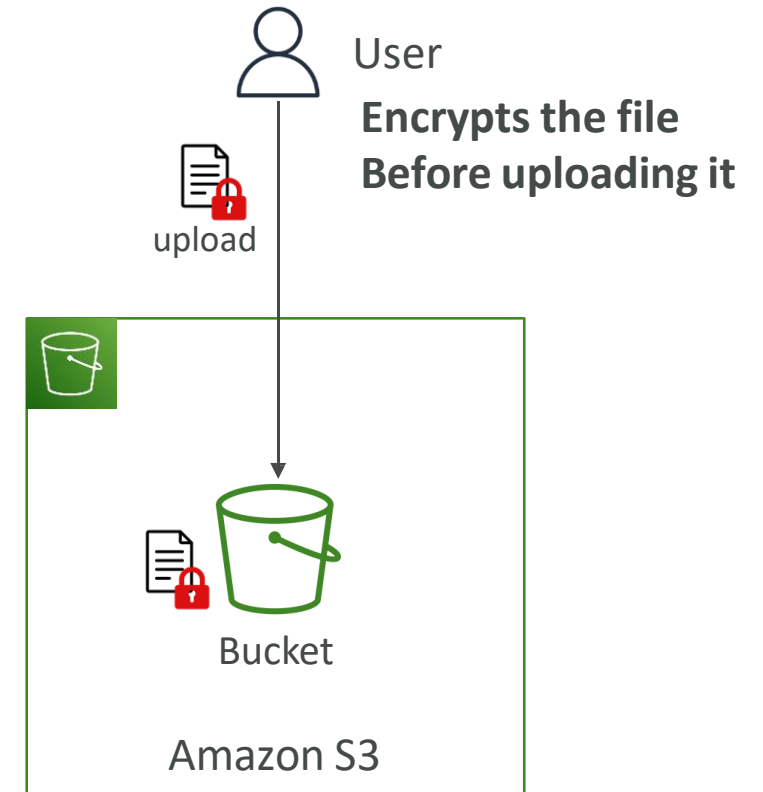 User
Encrypts the file
Before uploading it
upload
Bucket
Amazon S3